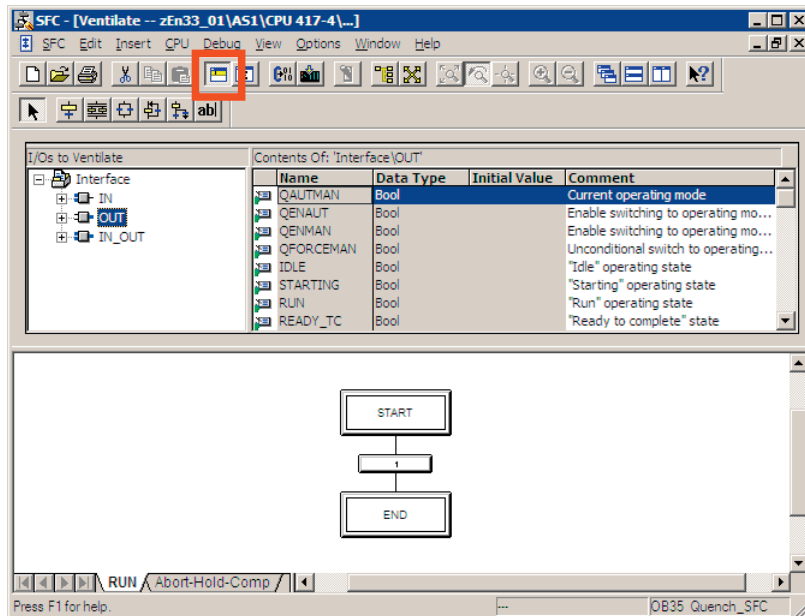 SFC - [Ventilate -- zEn33_01\AS1\CPU 417-4\...]
SFC Edit Insert CPU Debug View Options Window Help
ab|
I/Os to Ventilate
Contents Of: 'Interface\OUT'
Interface
IN
OUT
IN_OUT
Name Data Type Initial Value Comment
QAUTMAN Bool Current operating mode
QENAUT Bool Enable switching to operating mo...
QENMAN Bool Enable switching to operating mo...
QFORCEMAN Bool Unconditional switch to operating...
IDLE Bool "Idle" operating state
STARTING Bool "Starting" operating state
RUN Bool "Run" operating state
READY_TC Bool "Ready to complete" state
START
1
END
RUN Abort-Hold-Comp
Press F1 for help. --- OB35 Quench_SFC